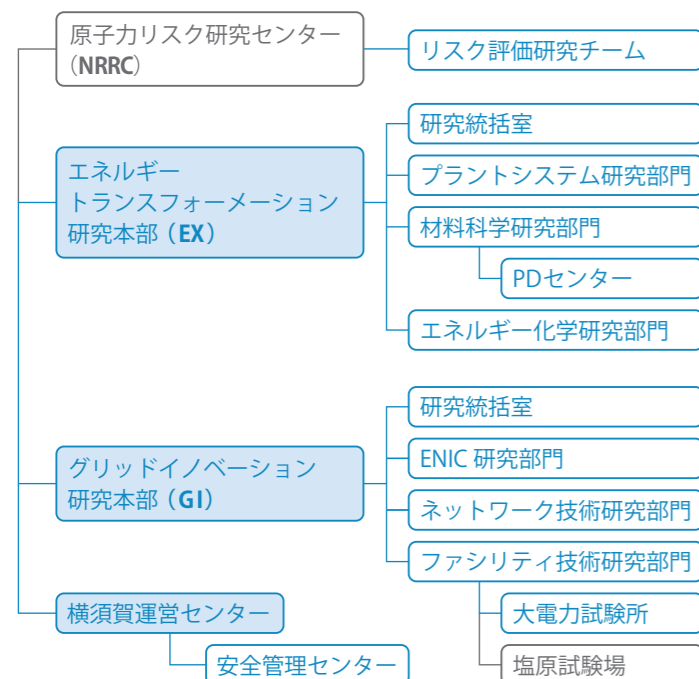 原子力リスク研究センター
（NRRC）
リスク評価研究チーム
エネルギー
トランスフォーメーション
研究本部（EX）
研究統括室
プラントシステム研究部門
材料科学研究部門
PDセンター
エネルギー化学研究部門
グリッドイノベーション
研究本部（GI）
研究統括室
ENIC 研究部門
ネットワーク技術研究部門
ファシリティ技術研究部門
大電力試験所
塩原試験場
横須賀運営センター
安全管理センター